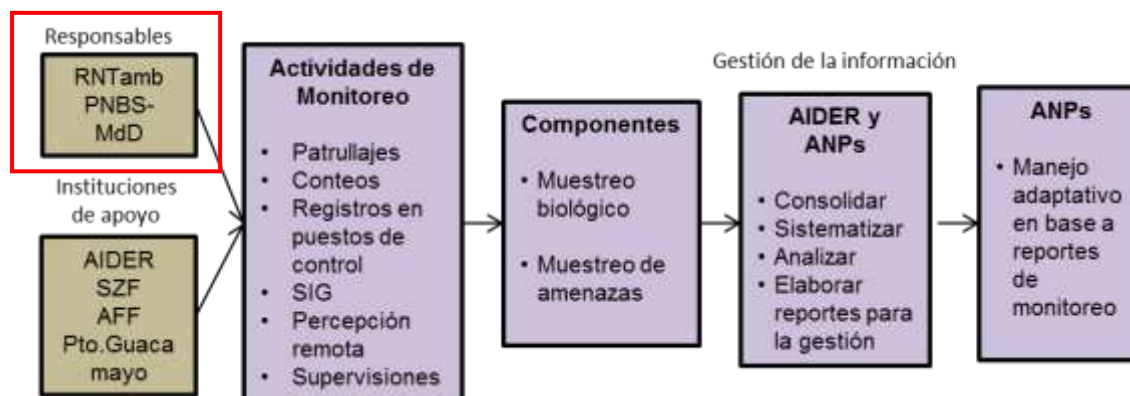 Responsables
RNTamb
PNBS-
MdD
Instituciones
de apoyo
AIDER
SZF
AFF
Pto.Guaca
mayo
Actividades de
Monitoreo
• Patrullajes
• Conteos
• Registros en
puestos de
control
• SIG
• Percepción
remota
• Supervisiones
Componentes
• Muestreo
biológico
• Muestreo de
amenazas
Gestión de la información
AIDER y
ANPs
• Consolidar
• Sistematizar
• Analizar
• Elaborar
reportes para
la gestión
ANPs
• Manejo
adaptativo
en base a
reportes
de
monitoreo